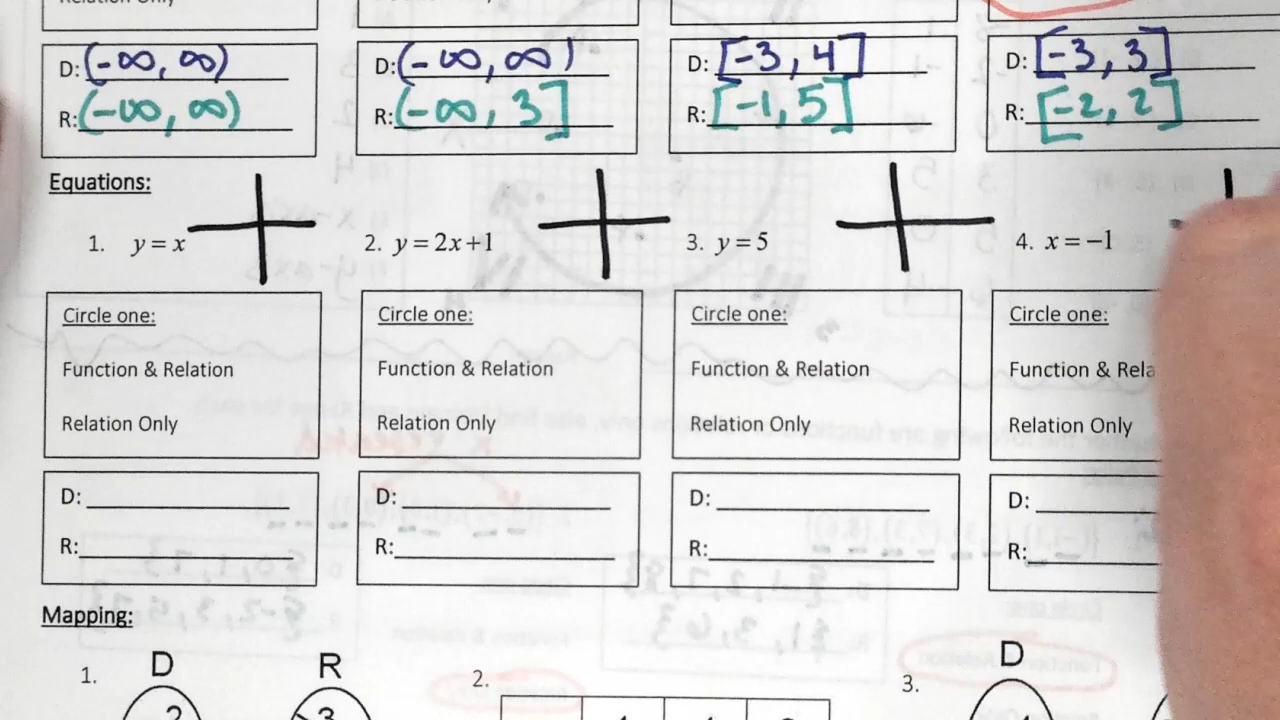 D: (-∞, ∞) D: (-∞, ∞) D: [-3, 4] D: [-3, 3]
R: (-∞, ∞) R: (-∞, 3] R: [-1, 5] R: [-2, 2]
Equations:
1. y = x 2. y = 2x+1 3. y = 5 4. x = −1
Circle one: Circle one: Circle one: Circle one:
Function & Relation Function & Relation Function & Relation Function & Rela
Relation Only Relation Only Relation Only Relation Only
D: D: D: D:
R: R: R: R:
Mapping:
1. D R 2. 3. D